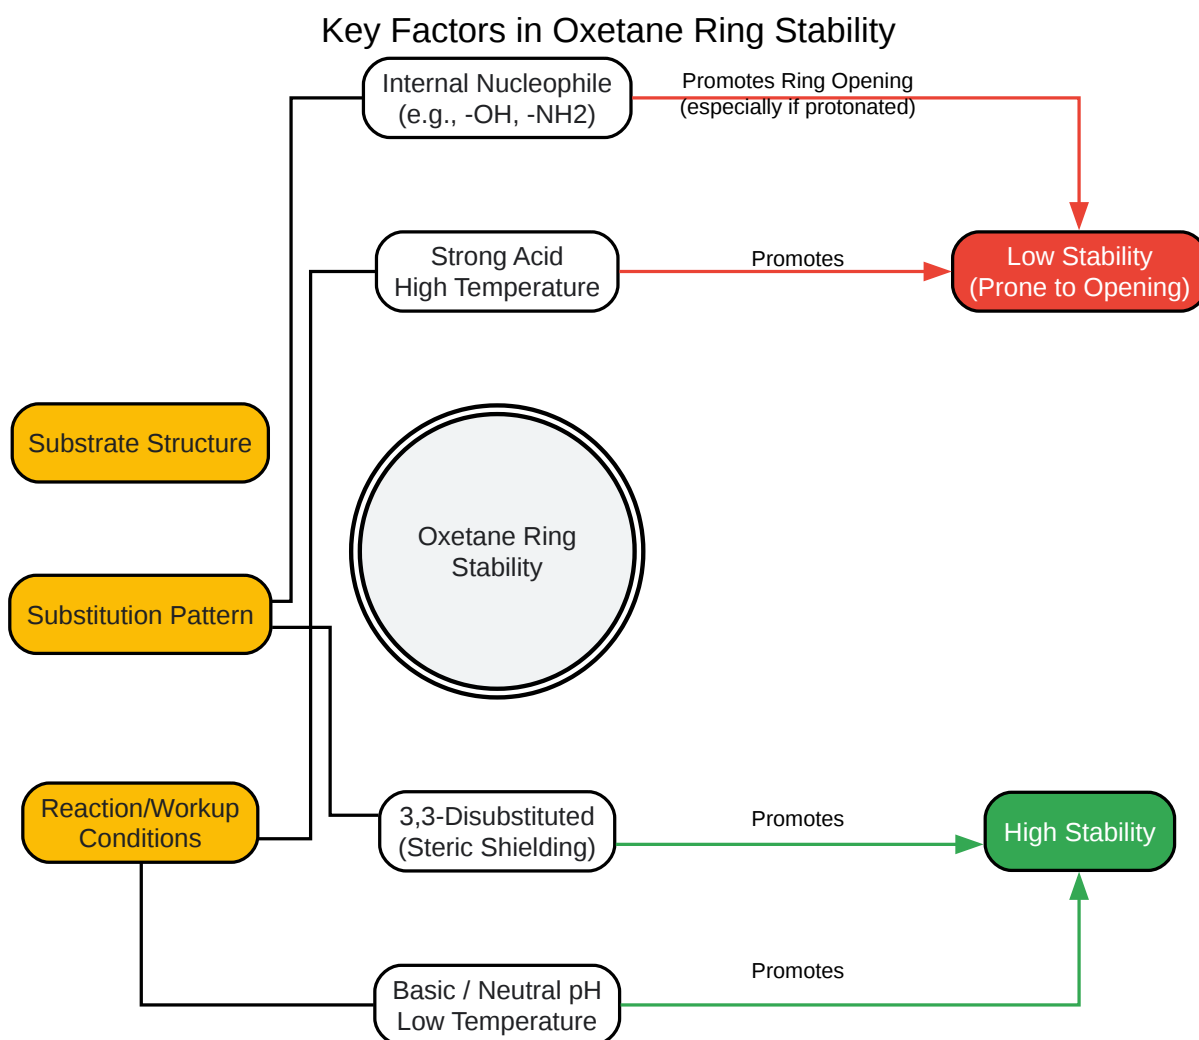 Key Factors in Oxetane Ring Stability
Internal Nucleophile
(e.g., -OH, -NH2)
Promotes Ring Opening
(especially if protonated)
Strong Acid
High Temperature
Promotes
Low Stability
(Prone to Opening)
Substrate Structure
Oxetane Ring
Stability
Substitution Pattern
Reaction/Workup
Conditions
3,3-Disubstituted
(Steric Shielding)
Promotes
High Stability
Basic / Neutral pH
Low Temperature
Promotes